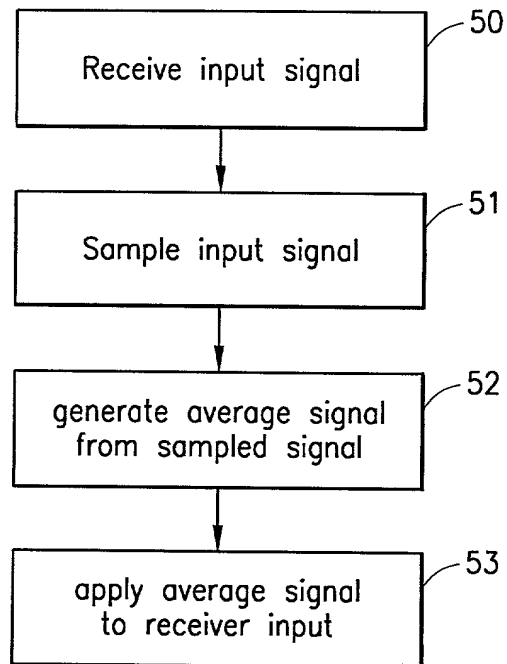 50
Receive input signal
51
Sample input signal
52
generate average signal
from sampled signal
53
apply average signal
to receiver input